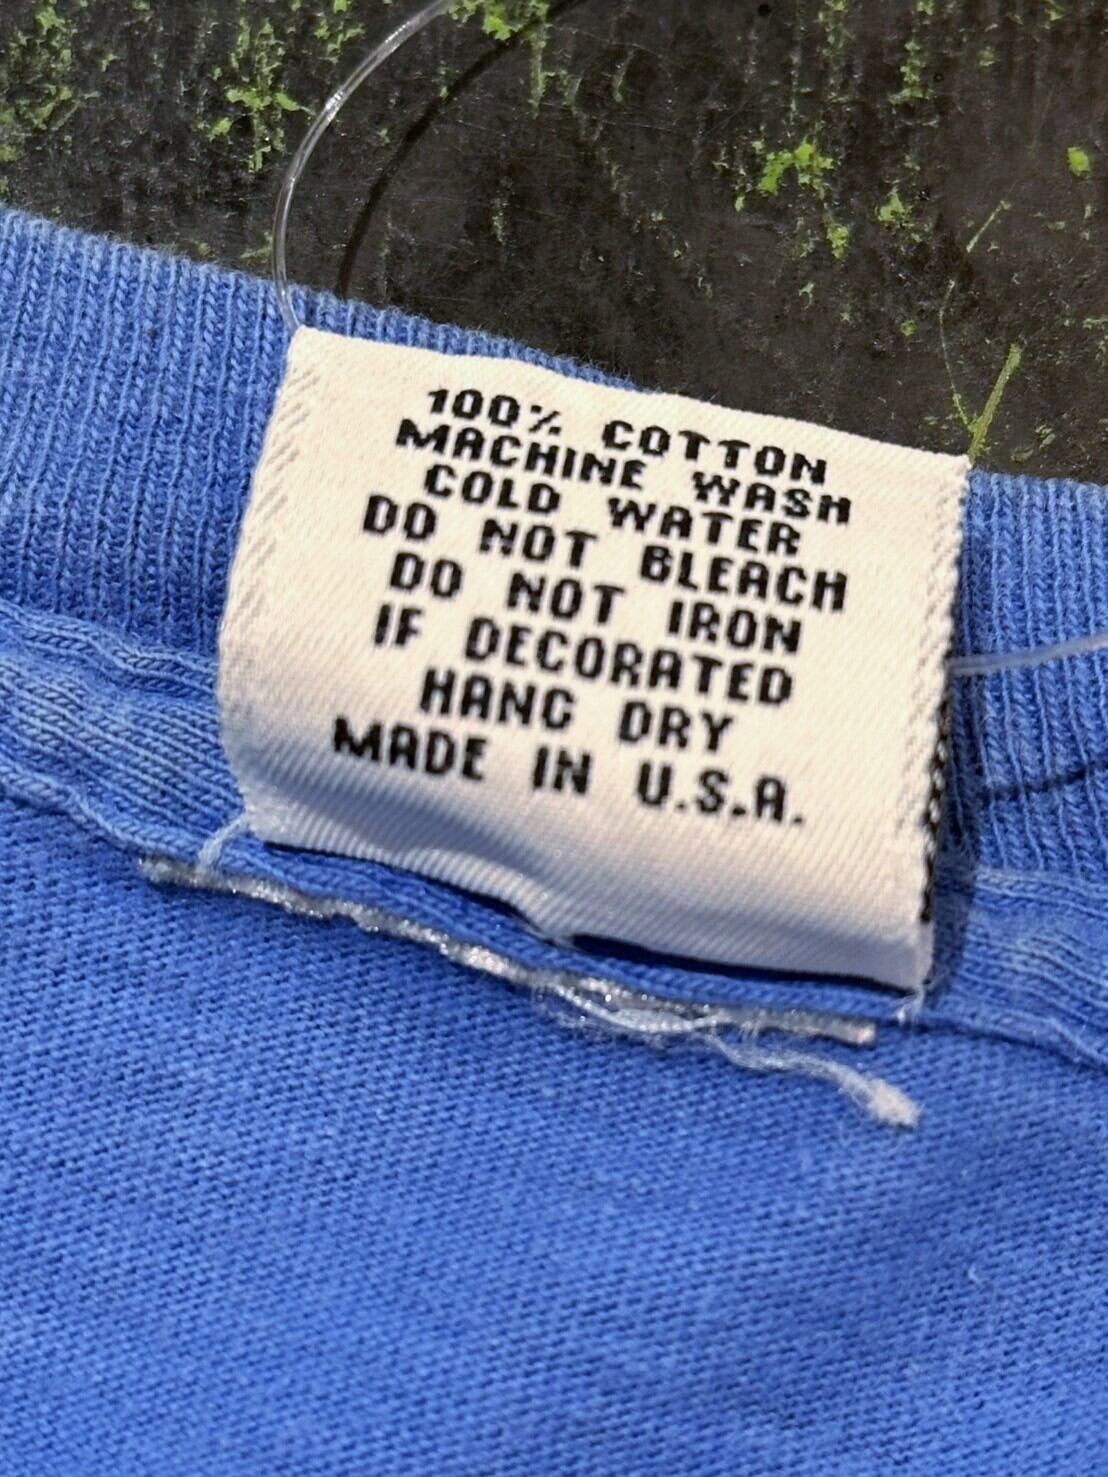 100% COTTON
MACHINE WASH
COLD WATER
DO NOT BLEACH
DO NOT IRON
IF DECORATED
HANG DRY
MADE IN U.S.A.